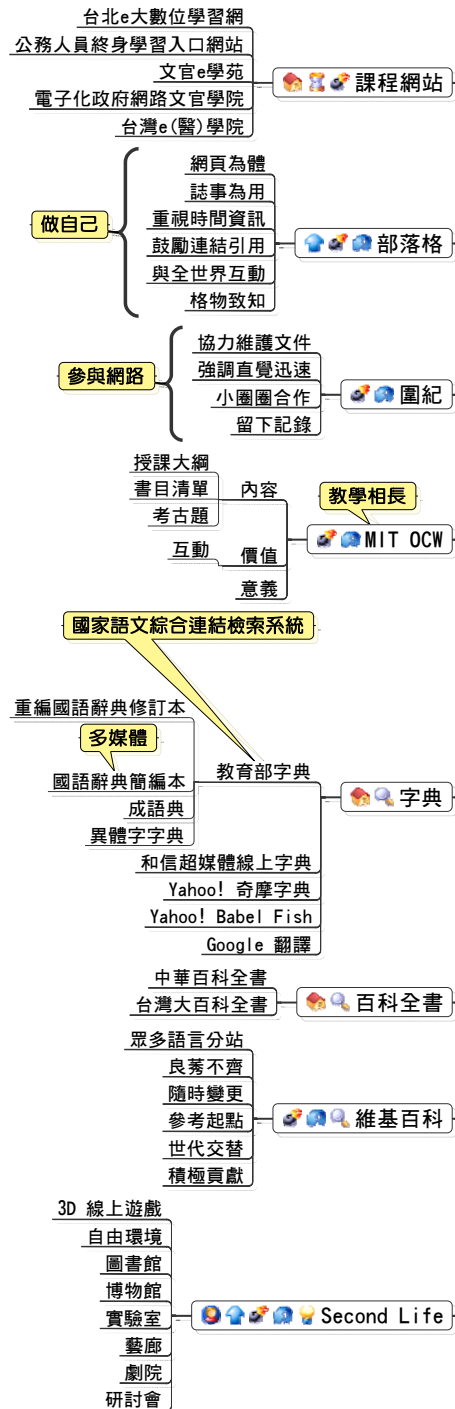 台北e大數位學習網
公務人員終身學習入口網站
文官e學苑
電子化政府網路文官學院
台灣e(醫)學院
課程網站
做自己
網頁為體
誌事為用
重視時間資訊
鼓勵連結引用
與全世界互動
格物致知
部落格
參與網路
協力維護文件
強調直覺迅速
小圈圈合作
留下記錄
圍紀
授課大綱
書目清單
考古題
內容
互動
價值
意義
教學相長
MIT OCW
國家語文綜合連結檢索系統
重編國語辭典修訂本
多媒體
國語辭典簡編本
成語典
異體字字典
教育部字典
和信超媒體線上字典
Yahoo! 奇摩字典
Yahoo! Babel Fish
Google 翻譯
字典
中華百科全書
台灣大百科全書
百科全書
眾多語言分站
良莠不齊
隨時變更
參考起點
世代交替
積極貢獻
維基百科
3D 線上遊戲
自由環境
圖書館
博物館
實驗室
藝廊
劇院
研討會
Second Life